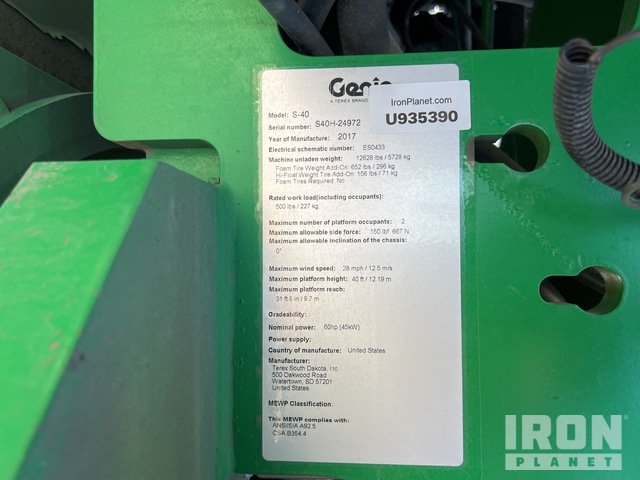 Genie
A TEREX BRAND
IronPlanet.com
U935390
Model: S-40
Serial number: S40H-24972
Year of Manufacture: 2017
Electrical schematic number: ES0433
Machine unladen weight: 12628 lbs / 5728 kg
Foam Tire Weight Add-On: 652 lbs / 296 kg
Hi-Float Weight Tire Add-On: 156 lbs / 71 kg
Foam Tires Required: No
Rated work load(including occupants):
500 lbs / 227 kg
Maximum number of platform occupants: 2
Maximum allowable side force: 150 lbf 667 N
Maximum allowable inclination of the chassis:
0°
Maximum wind speed: 28 mph / 12.5 m/s
Maximum platform height: 40 ft / 12.19 m
Maximum platform reach:
31 ft 8 in / 9.7 m
Gradeability:
Nominal power: 60hp (45kW)
Power supply:
Country of manufacture: United States
Manufacturer:
Terex South Dakota, Inc
500 Oakwood Road
Watertown, SD 57201
United States
MEWP Classification:
This MEWP complies with:
ANSI/SIA A92.5
CSA B354.4
IRON
PLANET